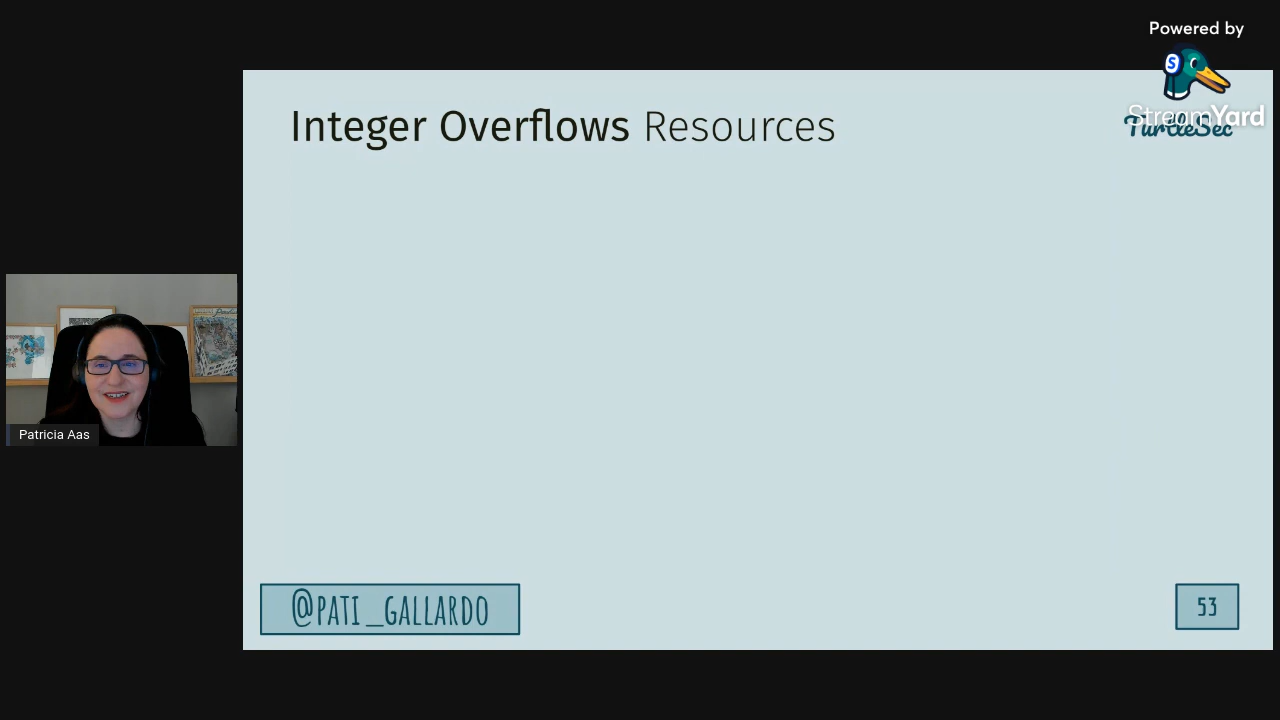 Powered by
StreamYard
TurtleSec
Integer Overflows Resources
Patricia Aas
@PATI_GALLARDO
53